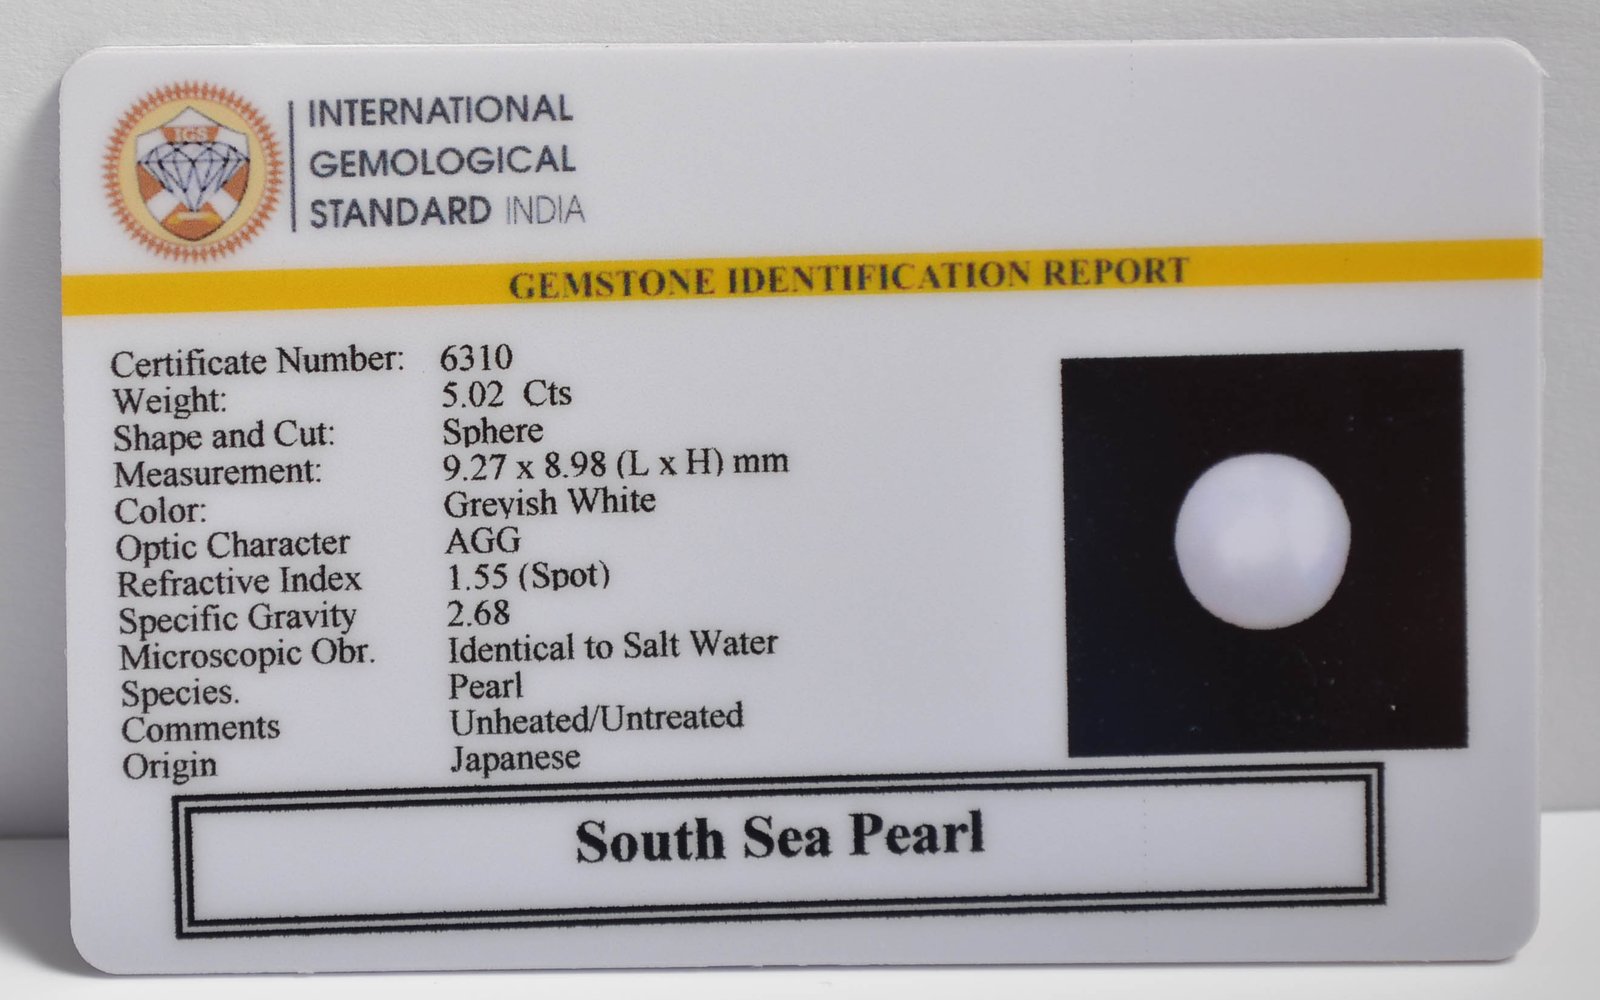 IGS
INTERNATIONAL
GEMOLOGICAL
STANDARD INDIA
GEMSTONE IDENTIFICATION REPORT
Certificate Number: 6310
Weight: 5.02 Cts
Shape and Cut: Sphere
Measurement: 9.27 x 8.98 (L x H) mm
Color: Greyish White
Optic Character AGG
Refractive Index 1.55 (Spot)
Specific Gravity 2.68
Microscopic Obr. Identical to Salt Water
Species. Pearl
Comments Unheated/Untreated
Origin Japanese
South Sea Pearl